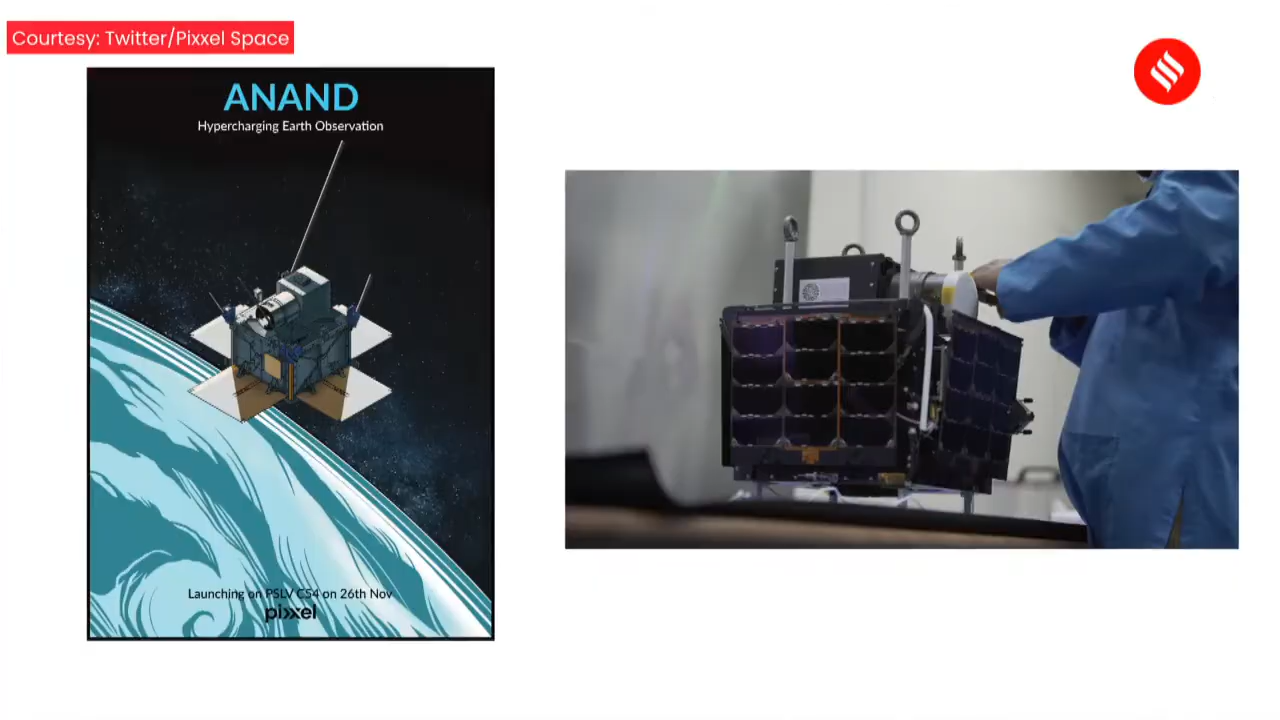 Courtesy: Twitter/Pixxel Space
ANAND
Hypercharging Earth Observation
Launching on PSLV C54 on 26th Nov
pixxel